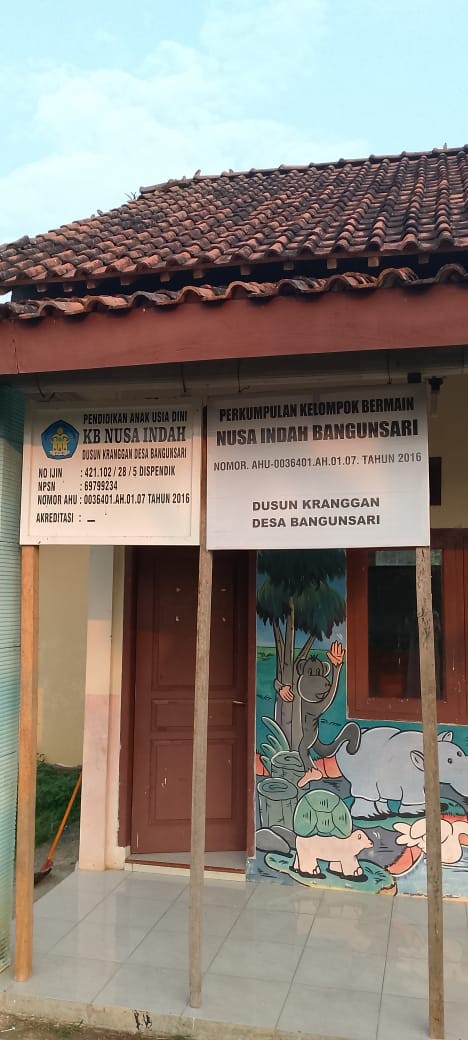 PENDIDIKAN ANAK USIA DINI
KB NUSA INDAH
DUSUN KRANGGAN DESA BANGUNSARI
NO IJIN : 421.102 / 28 / 5 DISPENDIK
NPSN : 69799234
NOMOR AHU : 0036401.AH.01.07 TAHUN 2016
AKREDITASI : _
PERKUMPULAN KELOMPOK BERMAIN
NUSA INDAH BANGUNSARI
NOMOR. AHU-0036401.AH.01.07. TAHUN 2016
DUSUN KRANGGAN
DESA BANGUNSARI